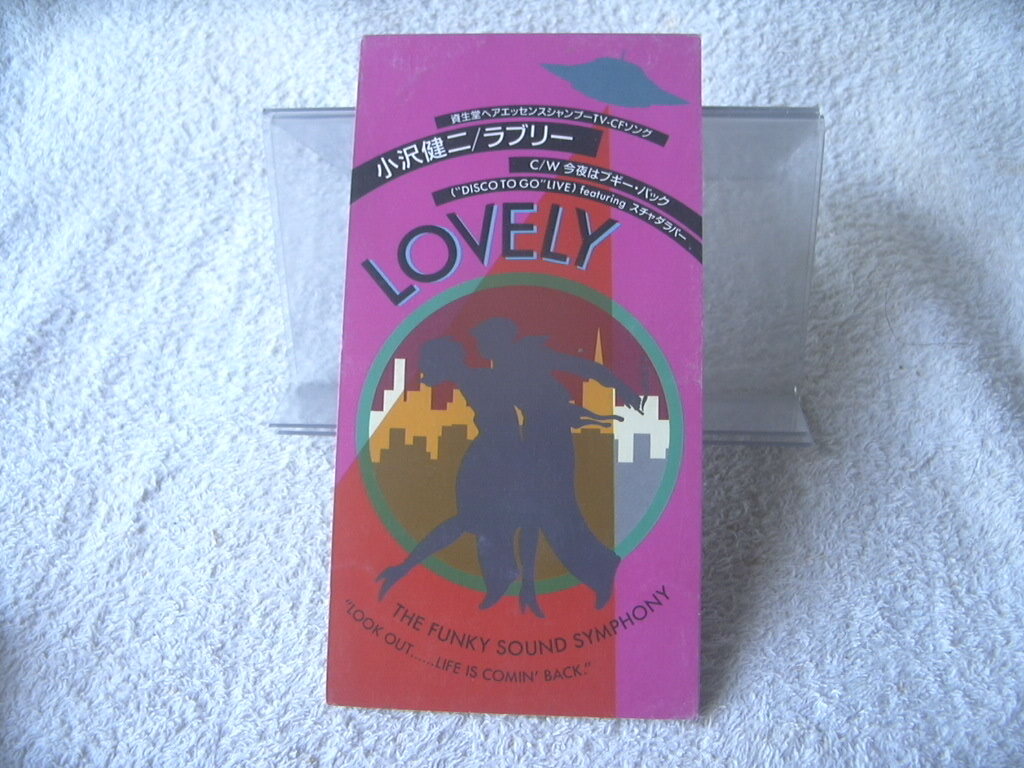 資生堂ヘアエッセンスシャンプーTV-CFソング
小沢健二/ラブリー
C/W 今夜はブギー・バック
("DISCO TO GO" LIVE) featuring スチャダラパー
LOVELY
THE FUNKY SOUND SYMPHONY
"LOOK OUT......LIFE IS COMIN' BACK."